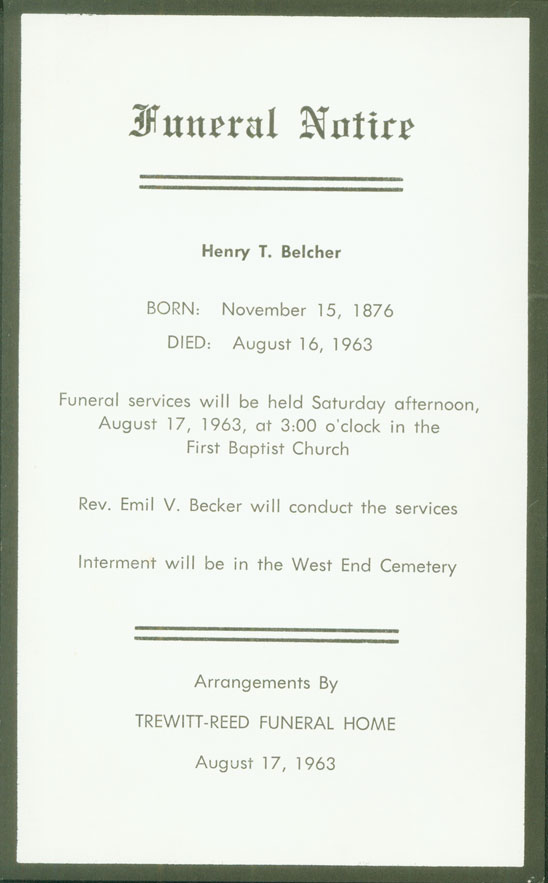 Funeral Notice
Henry T. Belcher
BORN: November 15, 1876
DIED: August 16, 1963
Funeral services will be held Saturday afternoon,
August 17, 1963, at 3:00 o'clock in the
First Baptist Church
Rev. Emil V. Becker will conduct the services
Interment will be in the West End Cemetery
Arrangements By
TREWITT-REED FUNERAL HOME
August 17, 1963